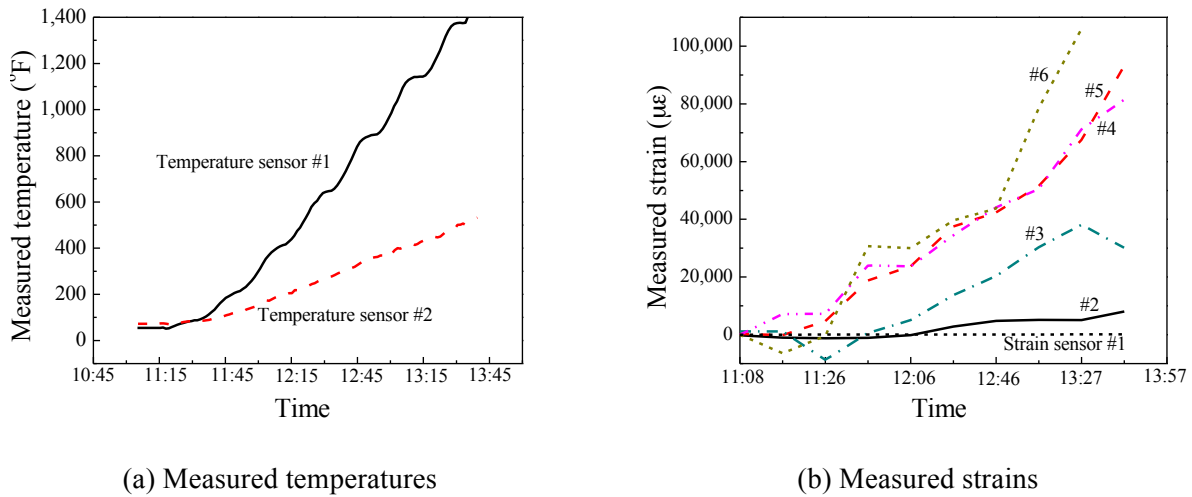 1,400
1,200
1,000
800
600
400
200
0
Measured temperature (°F)
Temperature sensor #1
Temperature sensor #2
10:45 11:15 11:45 12:15 12:45 13:15 13:45
Time
(a) Measured temperatures
100,000
80,000
60,000
40,000
20,000
0
Measured strain (με)
#6
#5
#4
#3
#2
Strain sensor #1
11:08 11:26 12:06 12:46 13:27 13:57
Time
(b) Measured strains